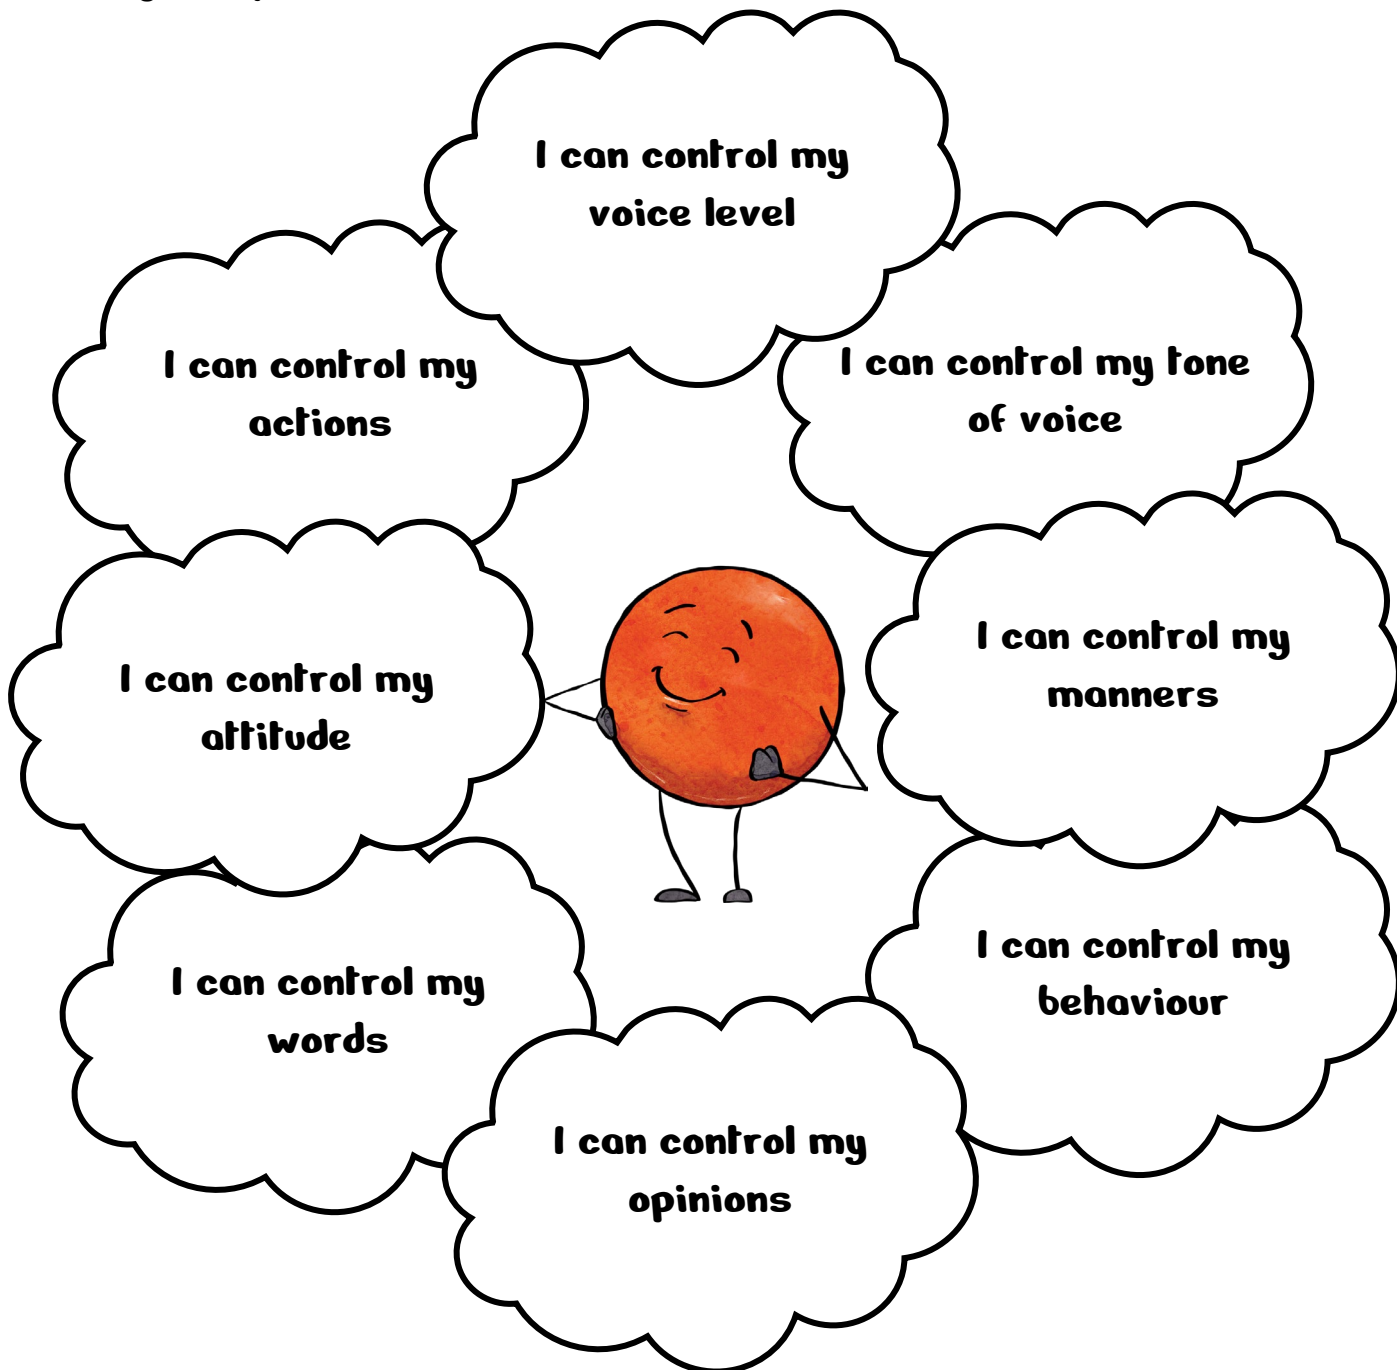 I can control my
voice level
I can control my
actions
I can control my tone
of voice
I can control my
attitude
I can control my
manners
I can control my
words
I can control my
behaviour
I can control my
opinions